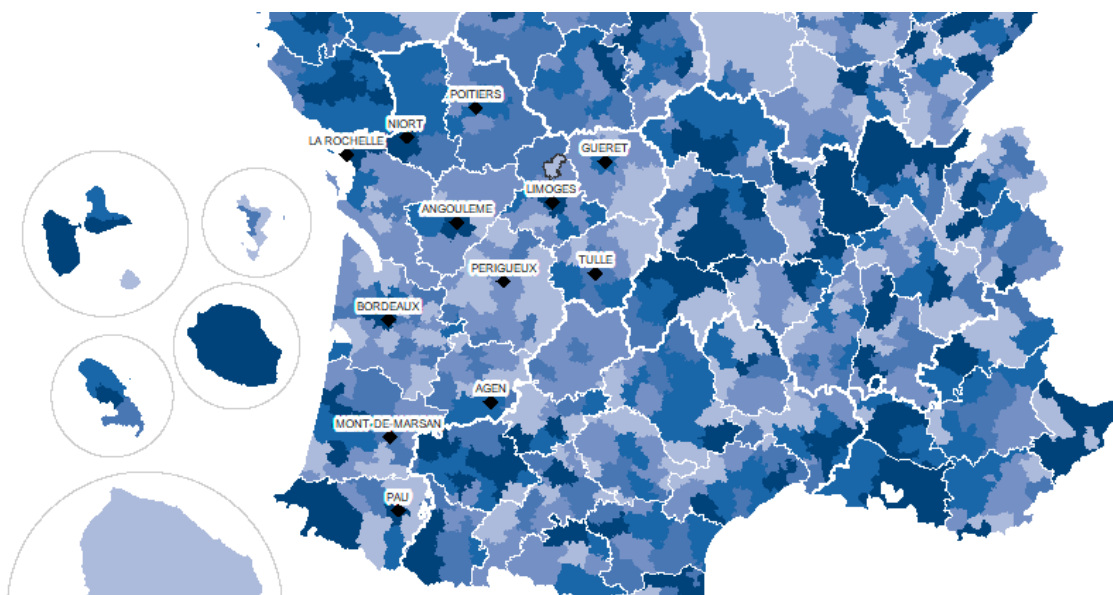 POITIERS
NIORT
LA ROCHELLE
GUERET
LIMOGES
ANGOULEME
PERIGUEUX
TULLE
BORDEAUX
AGEN
MONT-DE-MARSAN
PAU